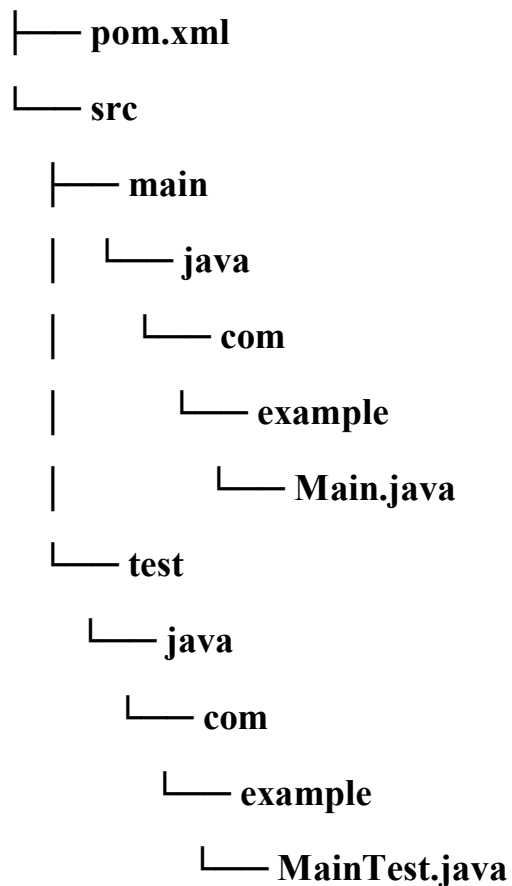 ├── pom.xml
└── src
    ├── main
    │   └── java
    │       └── com
    │           └── example
    │               └── Main.java
    └── test
        └── java
            └── com
                └── example
                    └── MainTest.java